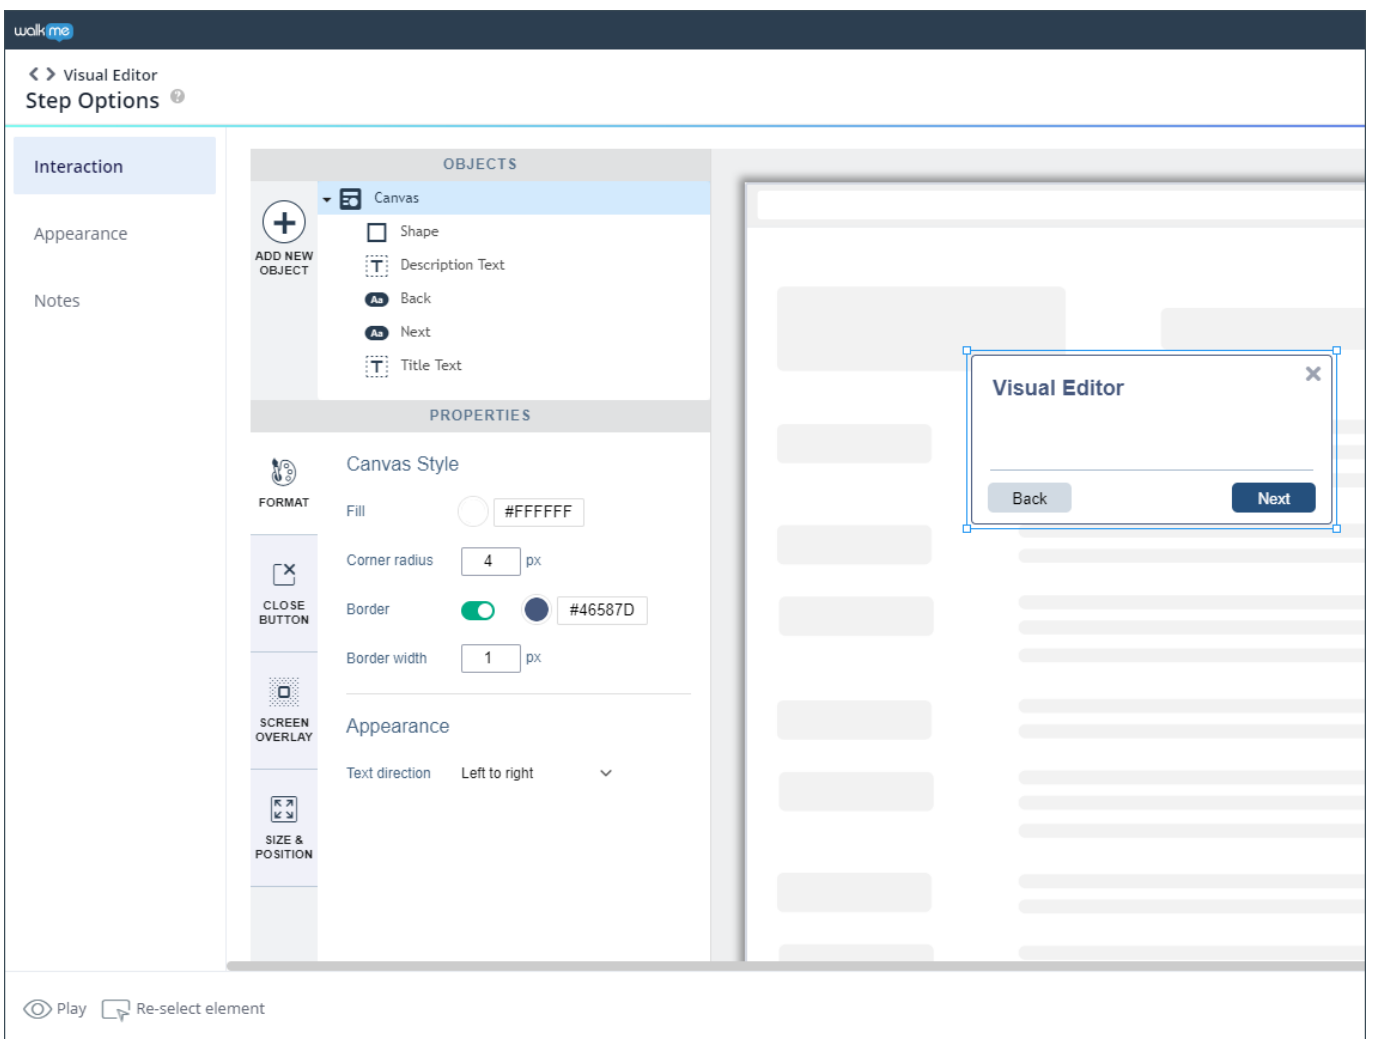 walkme
Visual Editor
Step Options ?
Interaction
Appearance
Notes
OBJECTS
ADD NEW
OBJECT
Canvas
Shape
T Description Text
Aa Back
Aa Next
T Title Text
PROPERTIES
FORMAT
CLOSE
BUTTON
SCREEN
OVERLAY
SIZE &
POSITION
Canvas Style
Fill #FFFFFF
Corner radius 4 px
Border #46587D
Border width 1 px
Appearance
Text direction Left to right
Visual Editor
Back Next
Play Re-select element